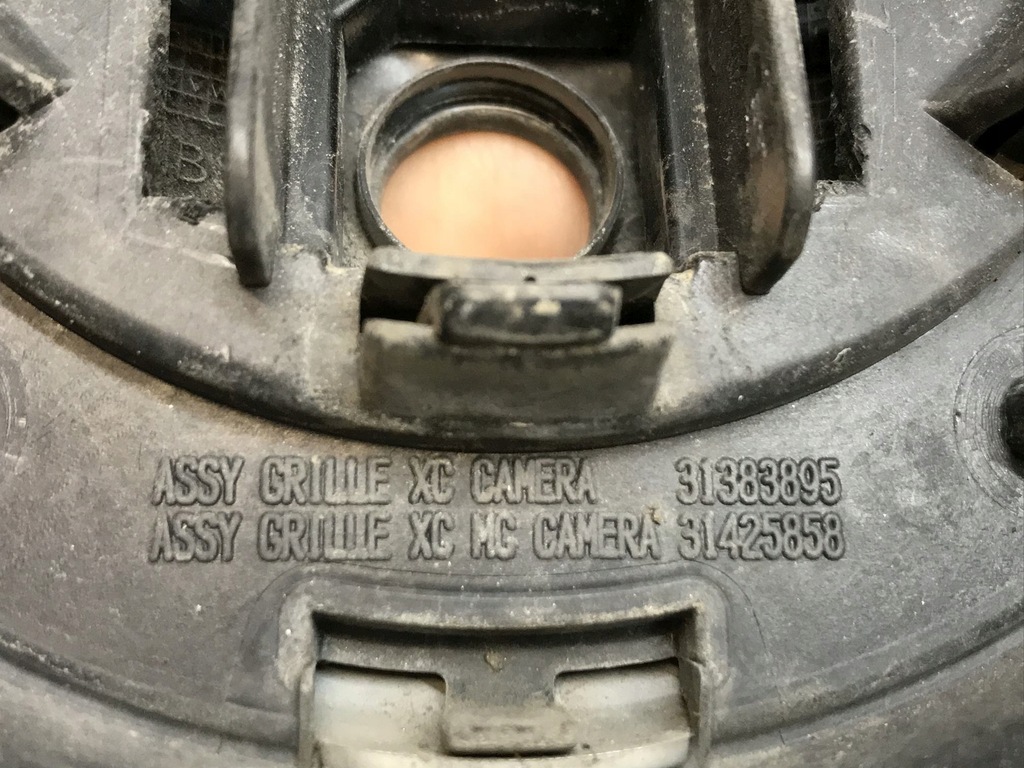 B
ASSY GRILLE XC CAMERA 31383895
ASSY GRILLE XC MC CAMERA 31425858